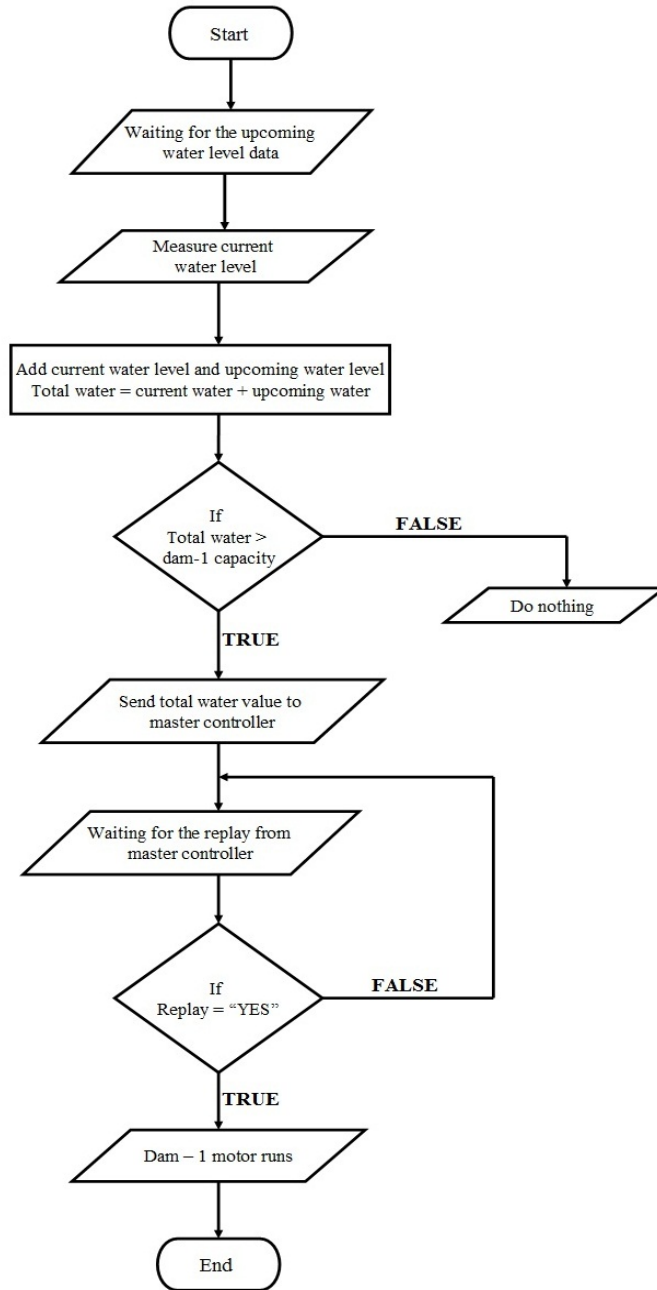 Start
Waiting for the upcoming
water level data
Measure current
water level
Add current water level and upcoming water level
Total water = current water + upcoming water
If
Total water >
dam-1 capacity
FALSE
Do nothing
TRUE
Send total water value to
master controller
Waiting for the replay from
master controller
If
Replay = “YES”
FALSE
TRUE
Dam – 1 motor runs
End